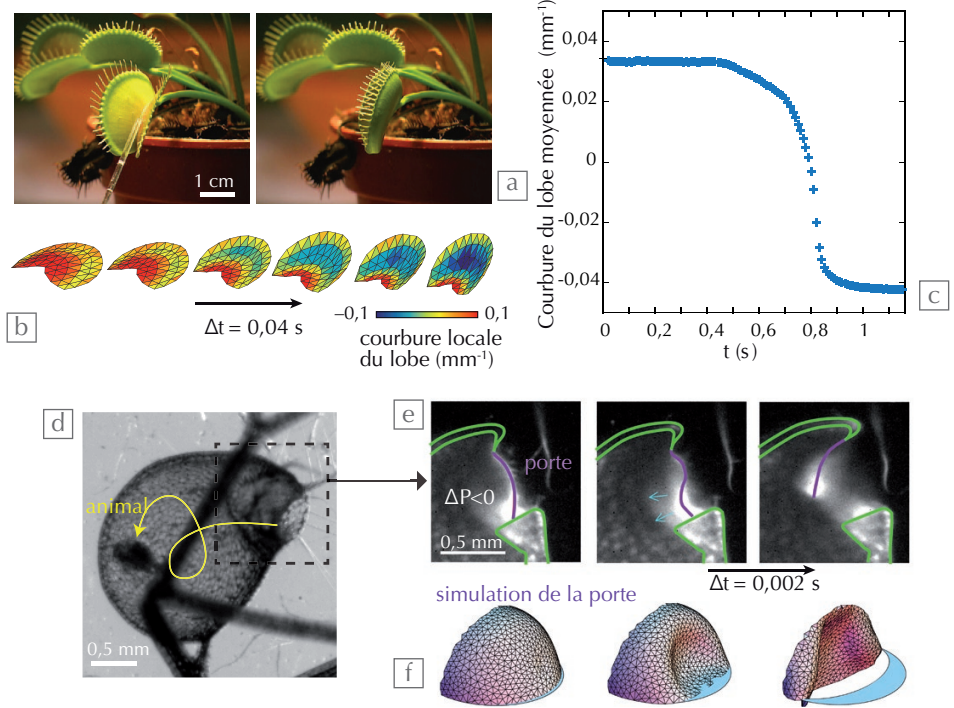 1 cm
a
b
Δt = 0,04 s
−0,1
0,1
courbure locale
du lobe (mm⁻¹)
Courbure du lobe moyennée (mm⁻¹)
0,04
0,02
0
-0,02
-0,04
0
0,2
0,4
0,6
0,8
1
t (s)
c
d
animal
0,5 mm
e
porte
ΔP<0
0,5 mm
Δt = 0,002 s
simulation de la porte
f